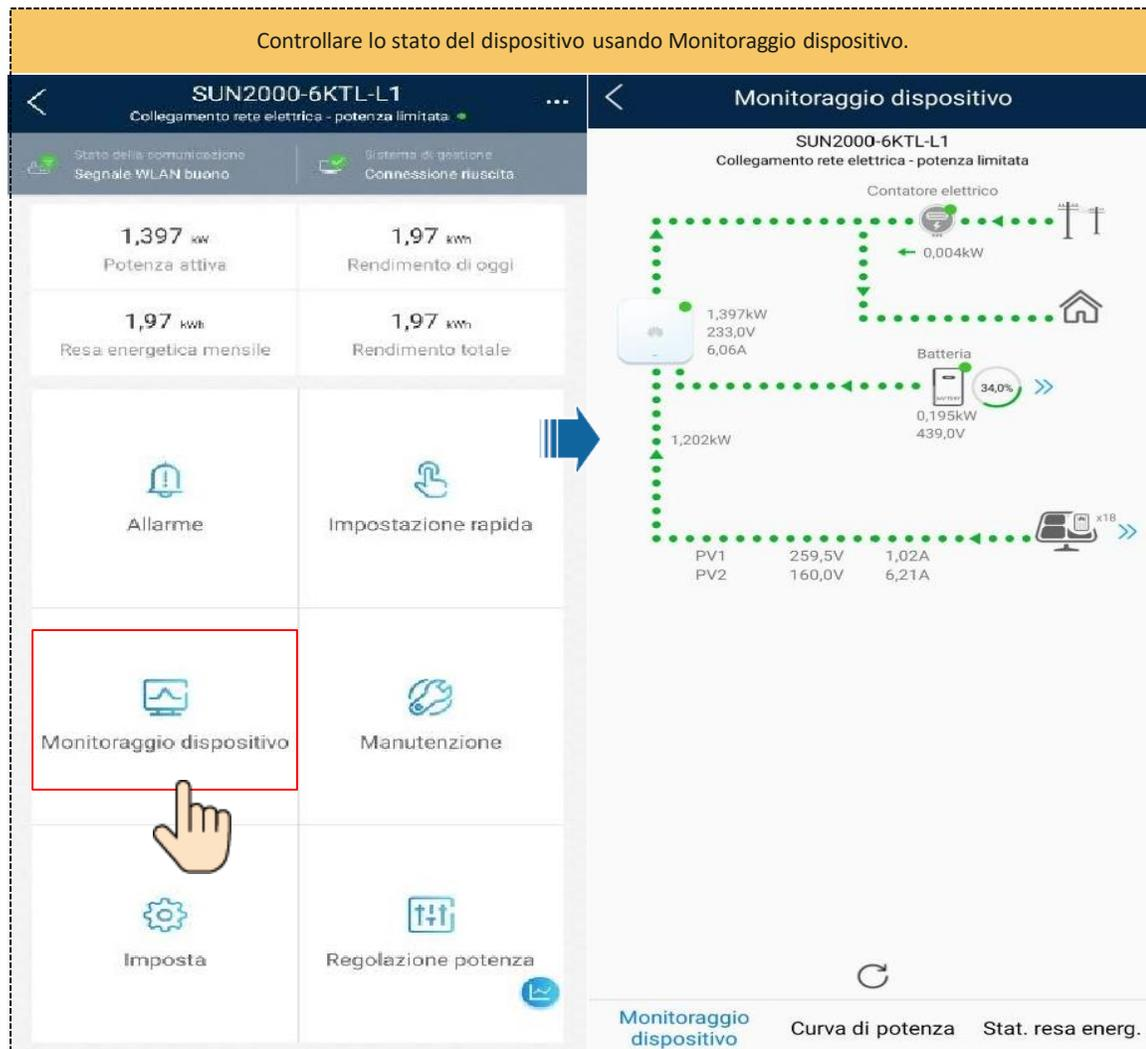 Controllare lo stato del dispositivo usando Monitoraggio dispositivo.
SUN2000-6KTL-L1
Collegamento rete elettrica - potenza limitata
Stato della comunicazione
Segnale WLAN buono
Sistema di gestione
Connessione riuscita
1,397 kW
Potenza attiva
1,97 kWh
Rendimento di oggi
1,97 kWh
Resa energetica mensile
1,97 kWh
Rendimento totale
Allarme
Impostazione rapida
Monitoraggio dispositivo
Manutenzione
Imposta
Regolazione potenza
Monitoraggio dispositivo
SUN2000-6KTL-L1
Collegamento rete elettrica - potenza limitata
Contatore elettrico
0,004kW
1,397kW
233,0V
6,06A
Batteria
34,0%
0,195kW
439,0V
1,202kW
x18
PV1 259,5V 1,02A
PV2 160,0V 6,21A
Monitoraggio
dispositivo
Curva di potenza
Stat. resa energ.